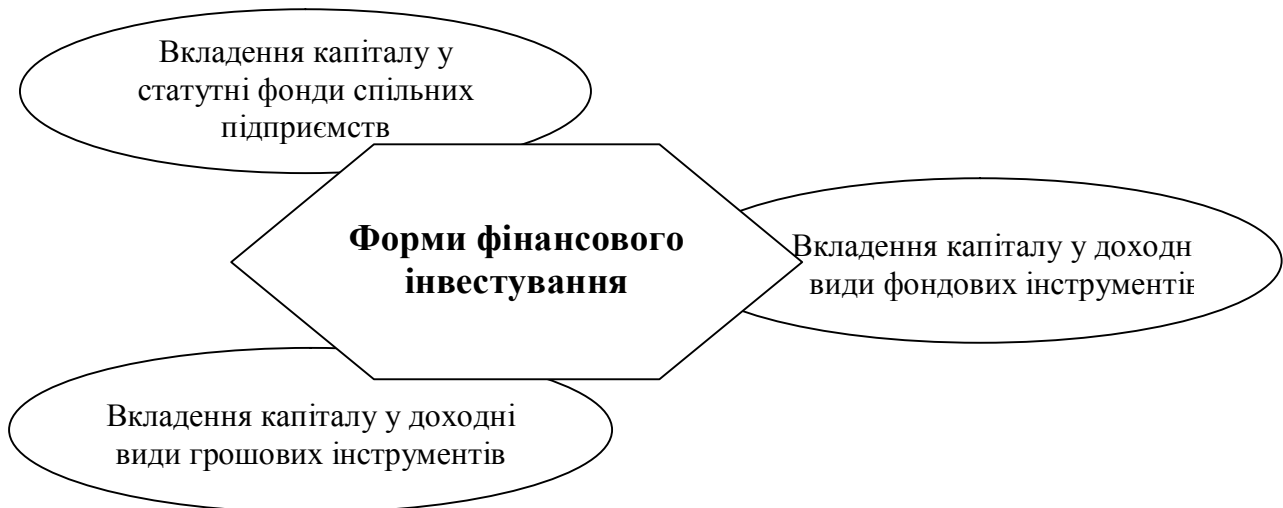 Вкладення капіталу у
статутні фонди спільних
підприємств
Форми фінансового
інвестування
Вкладення капіталу у доходн
види фондових інструментів
Вкладення капіталу у доходні
види грошових інструментів